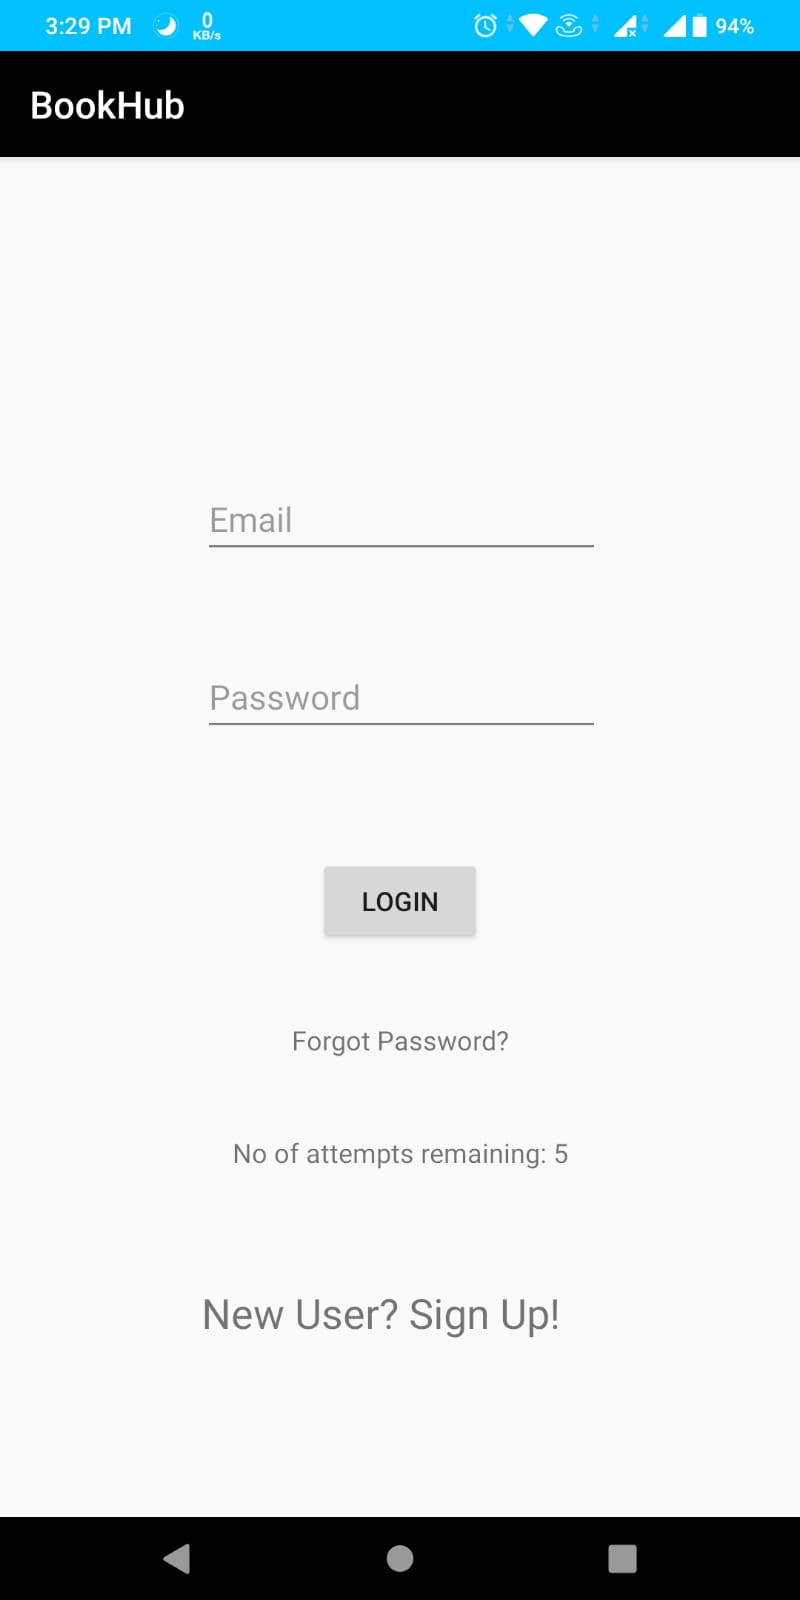 3:29 PM 0 KB/s 94%
BookHub
Email
Password
LOGIN
Forgot Password?
No of attempts remaining: 5
New User? Sign Up!